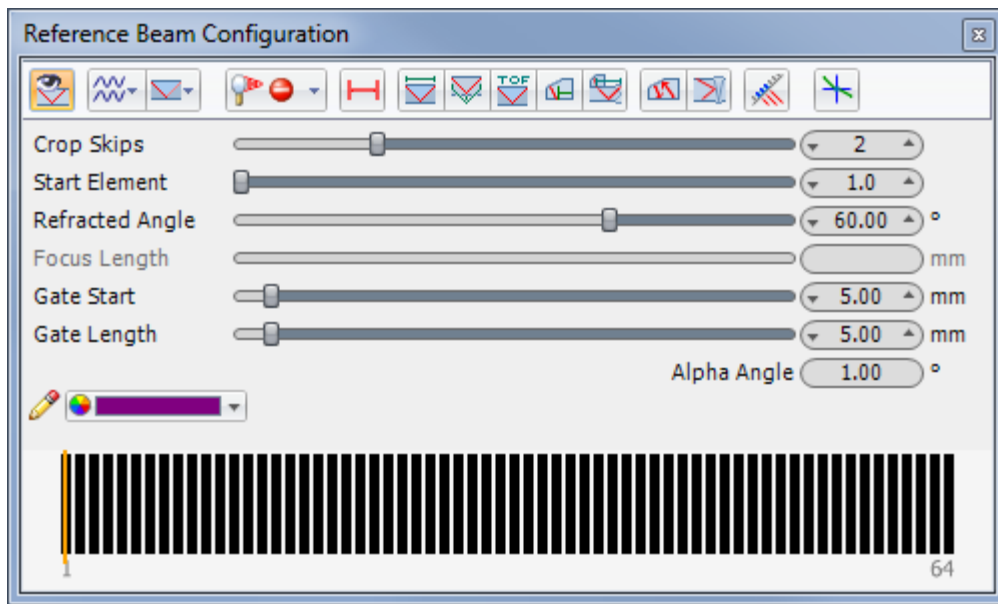 Reference Beam Configuration
TOF
Crop Skips 2
Start Element 1.0
Refracted Angle 60.00 °
Focus Length mm
Gate Start 5.00 mm
Gate Length 5.00 mm
Alpha Angle 1.00 °
1 64